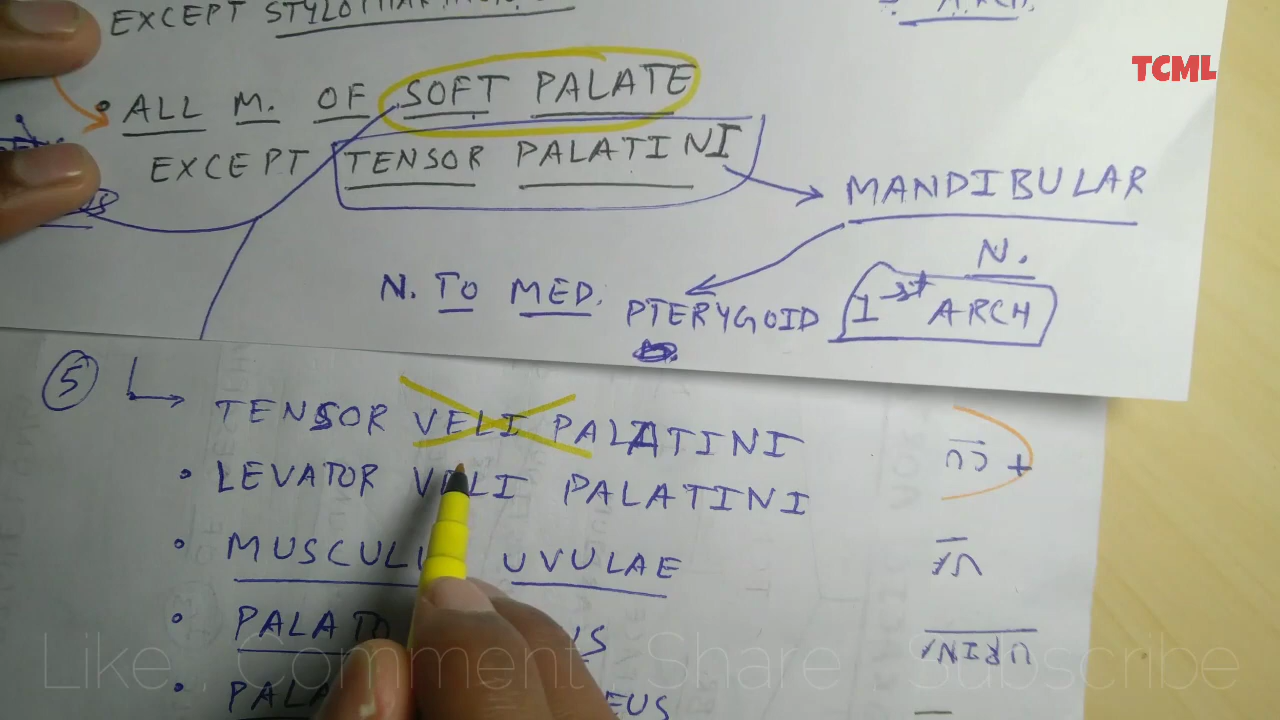 EXCEPT
ARCH.
TCML
• ALL M. OF SOFT PALATE
EXCEPT TENSOR PALATINI
MANDIBULAR
N.
N. TO MED. PTERYGOID
1st ARCH
5
TENSOR VELI PALATINI
• LEVATOR VELI PALATINI
• MUSCULI UVULAE
•
•
Like , Comment , Share , Subscribe